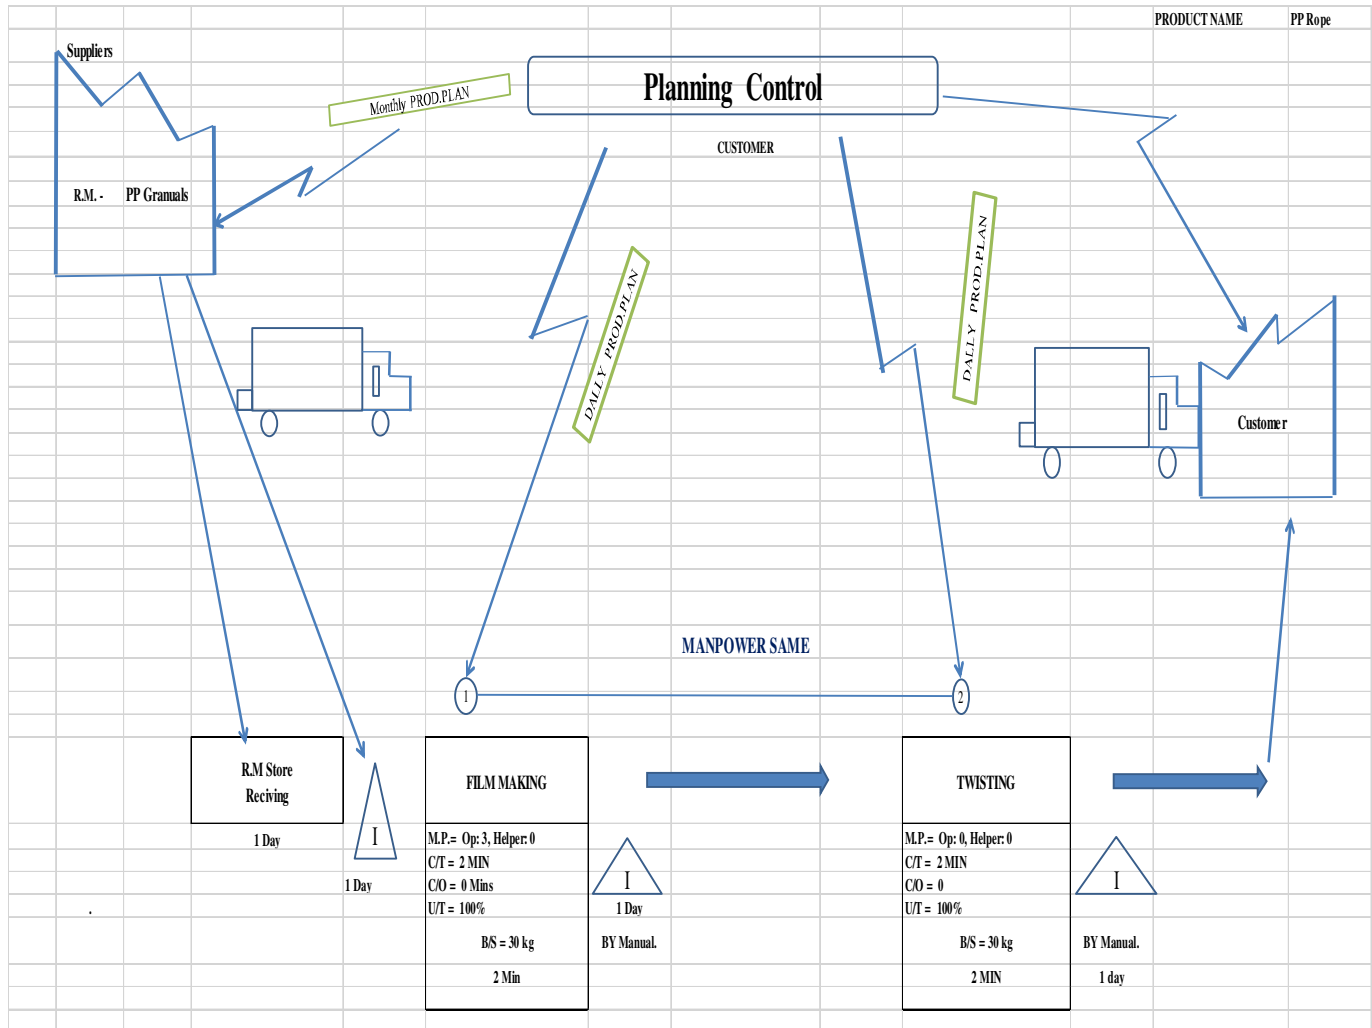 PRODUCT NAME PP Rope
Suppliers
Planning Control
Monthly PROD.PLAN
CUSTOMER
R.M. - PP Granuals
DALLY PROD.PLAN
DALLY PROD.PLAN
Customer
MANPOWER SAME
1 2
R.M Store
Reciving
FILM MAKING
TWISTING
1 Day
I
1 Day
M.P.= Op: 3, Helper: 0
C/T = 2 MIN
C/O = 0 Mins
U/T = 100%
B/S = 30 kg
2 Min
I
1 Day
BY Manual.
M.P.= Op: 0, Helper: 0
C/T = 2 MIN
C/O = 0
U/T = 100%
B/S = 30 kg
2 MIN
I
BY Manual.
1 day
.